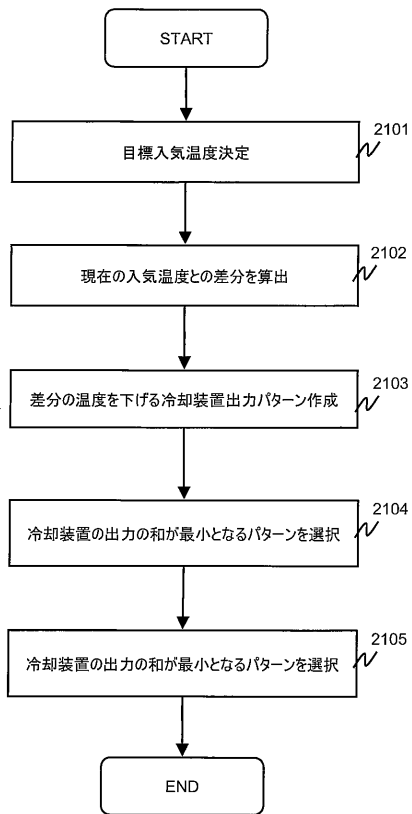 START
2101
目標入気温度決定
2102
現在の入気温度との差分を算出
2103
差分の温度を下げる冷却装置出力パターン作成
2104
冷却装置の出力の和が最小となるパターンを選択
2105
冷却装置の出力の和が最小となるパターンを選択
END